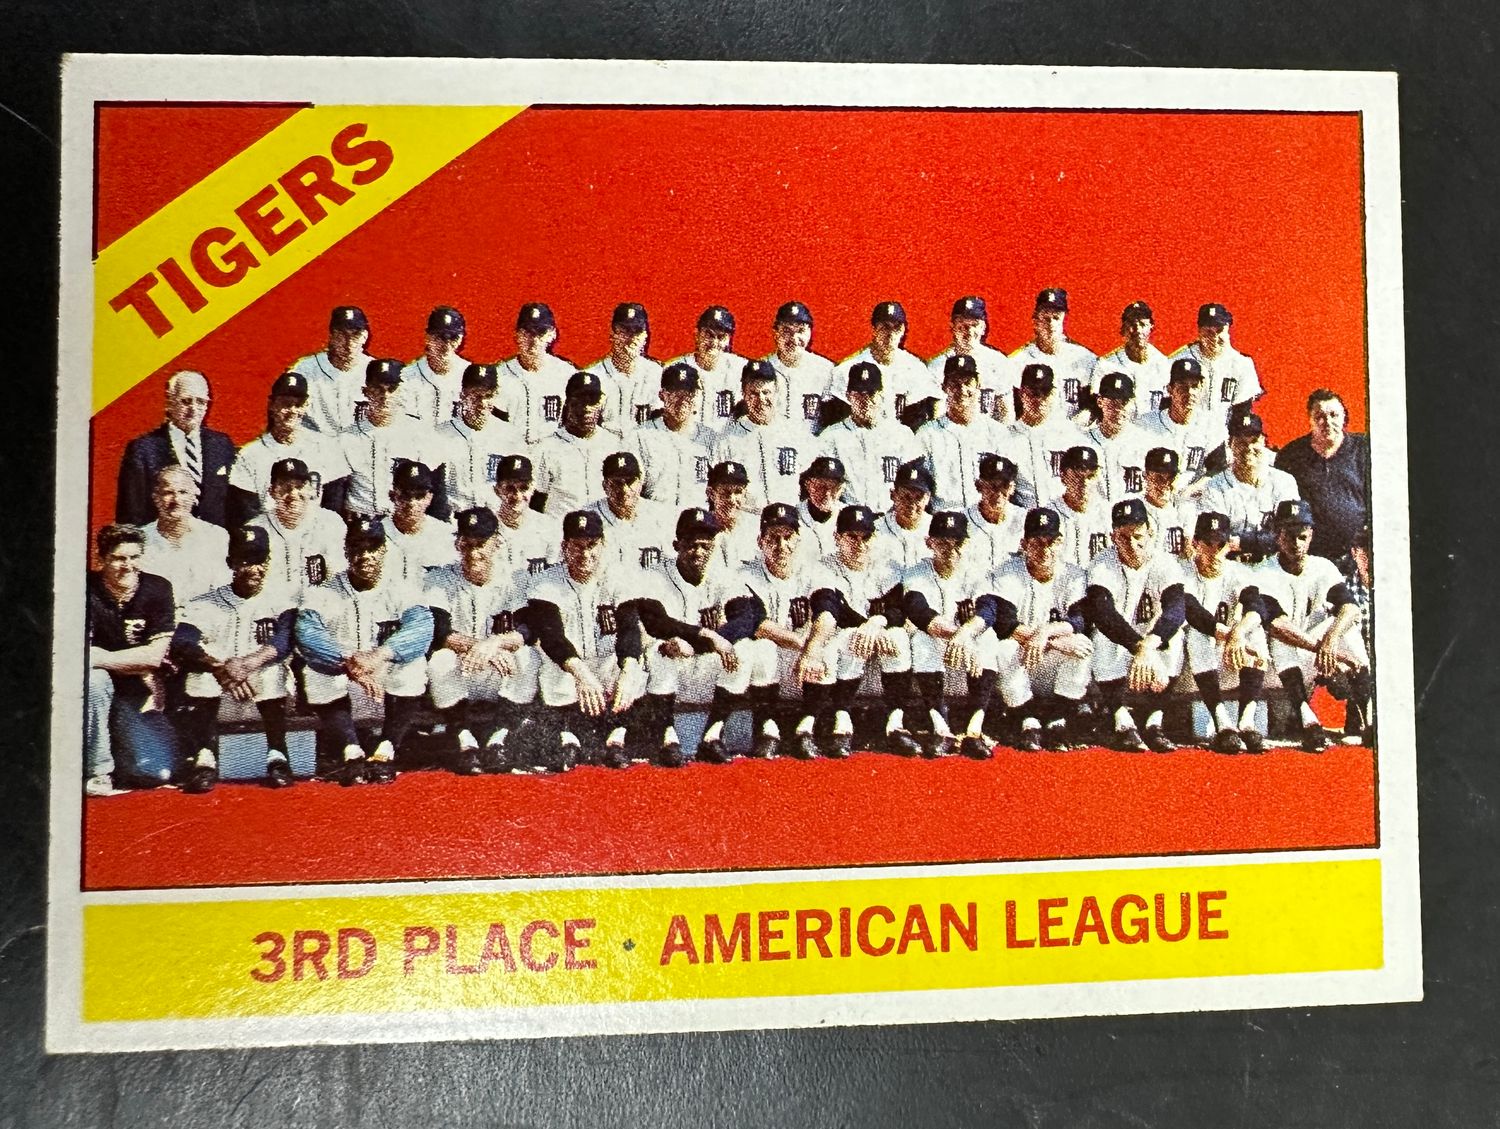 TIGERS
3RD PLACE · AMERICAN LEAGUE